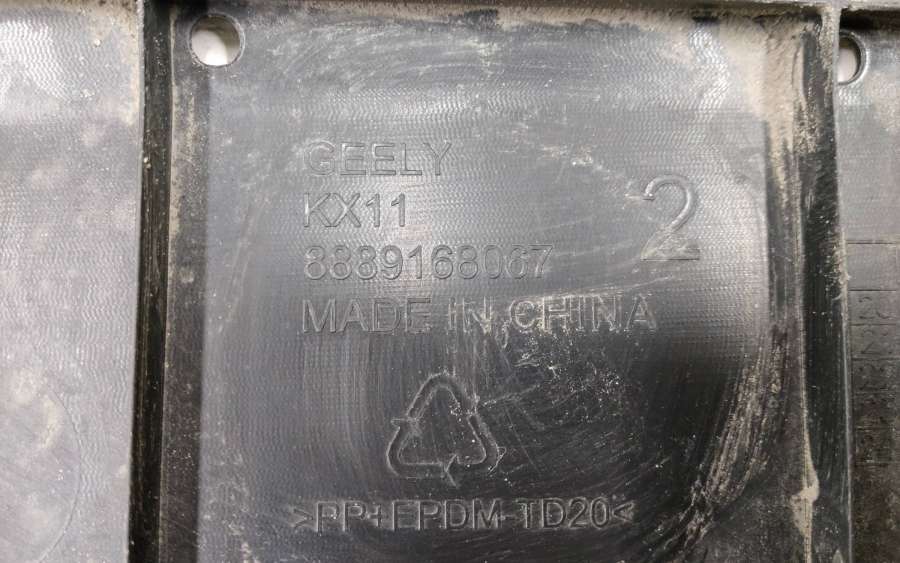 GEELY
KX11
2
8889168067
MADE IN CHINA
>PP+EPDM-TD20<